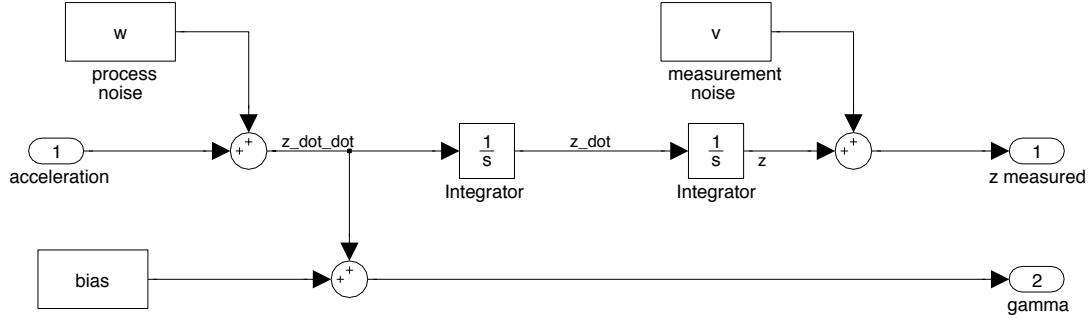 w
process
noise
v
measurement
noise
+
+
+
+
1
acceleration
z_dot_dot
1
s
Integrator
z_dot
1
s
Integrator
z
1
z measured
bias
+
+
2
gamma